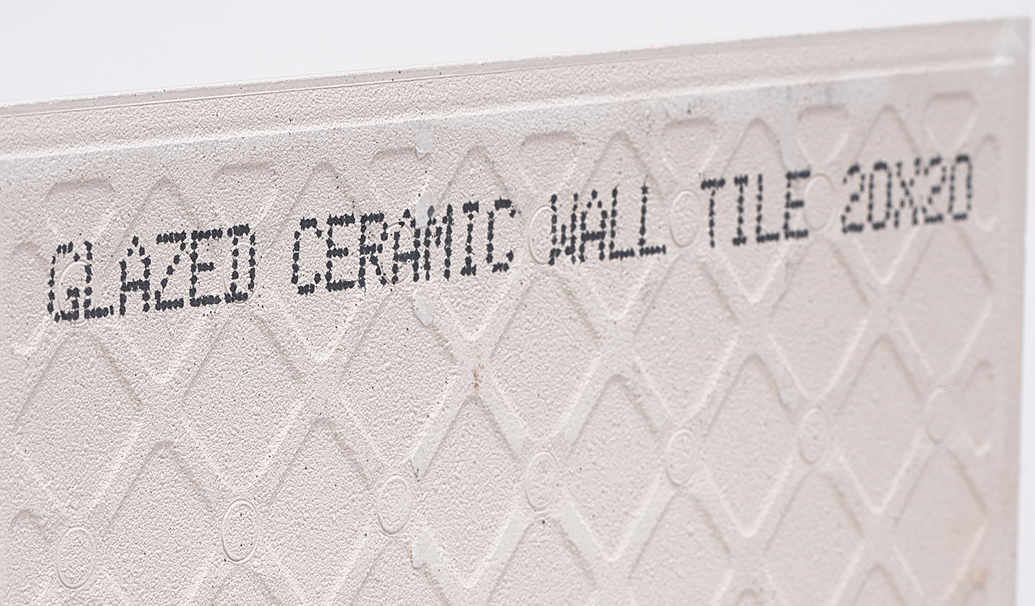 GLAZED CERAMIC WALL TILE 20X20